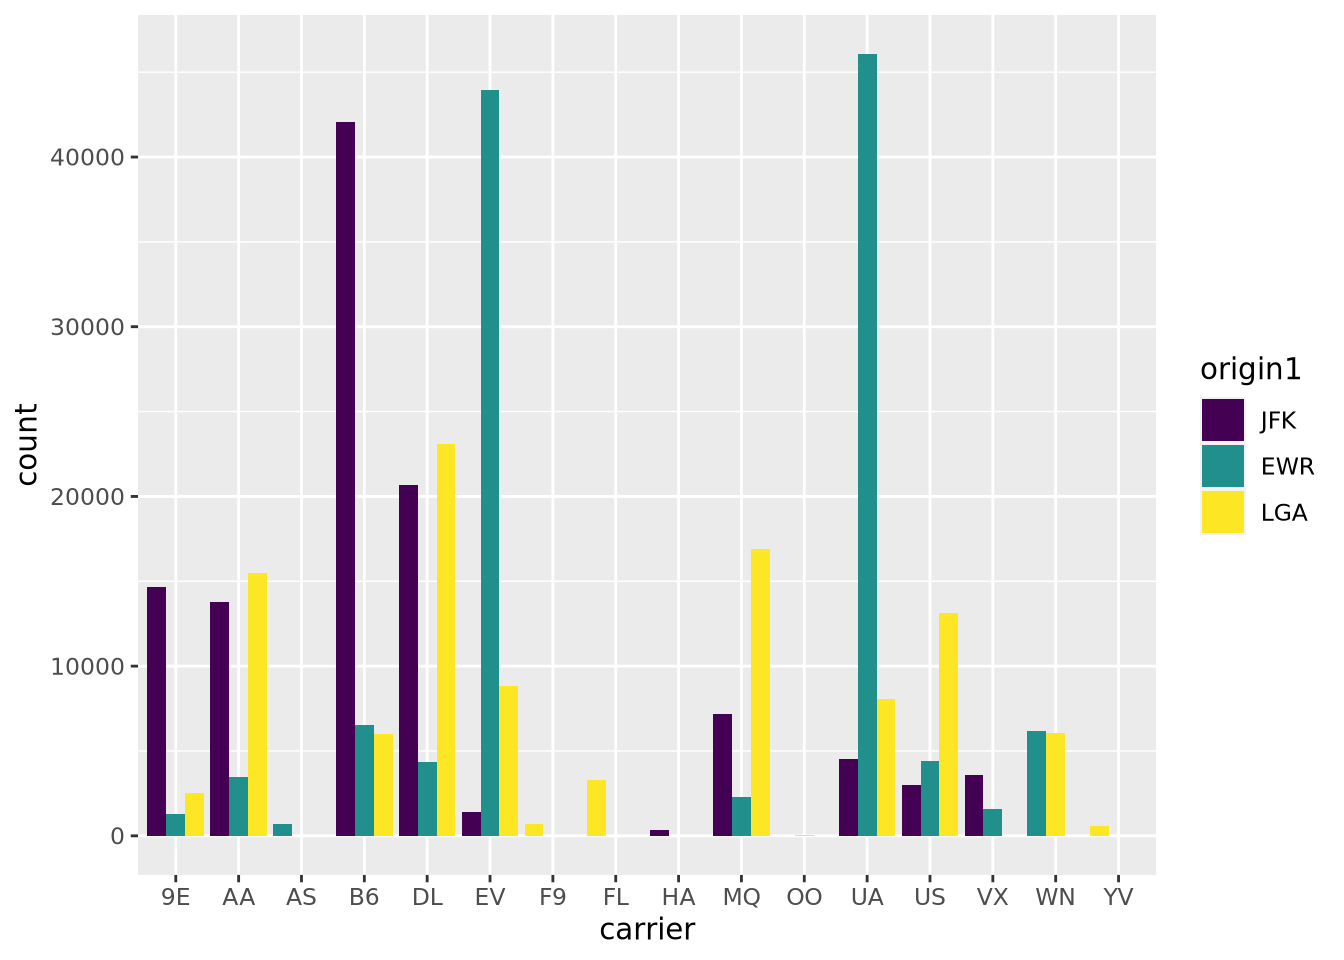 count
40000
30000
20000
10000
0
9E AA AS B6 DL EV F9 FL HA MQ OO UA US VX WN YV
carrier
origin1
JFK
EWR
LGA